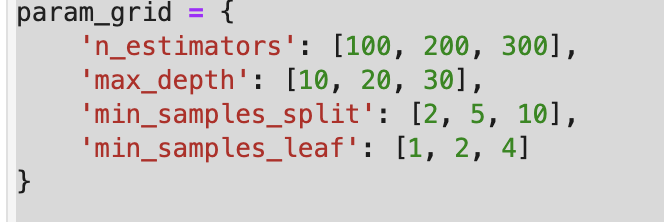 param_grid = {
    'n_estimators': [100, 200, 300],
    'max_depth': [10, 20, 30],
    'min_samples_split': [2, 5, 10],
    'min_samples_leaf': [1, 2, 4]
}